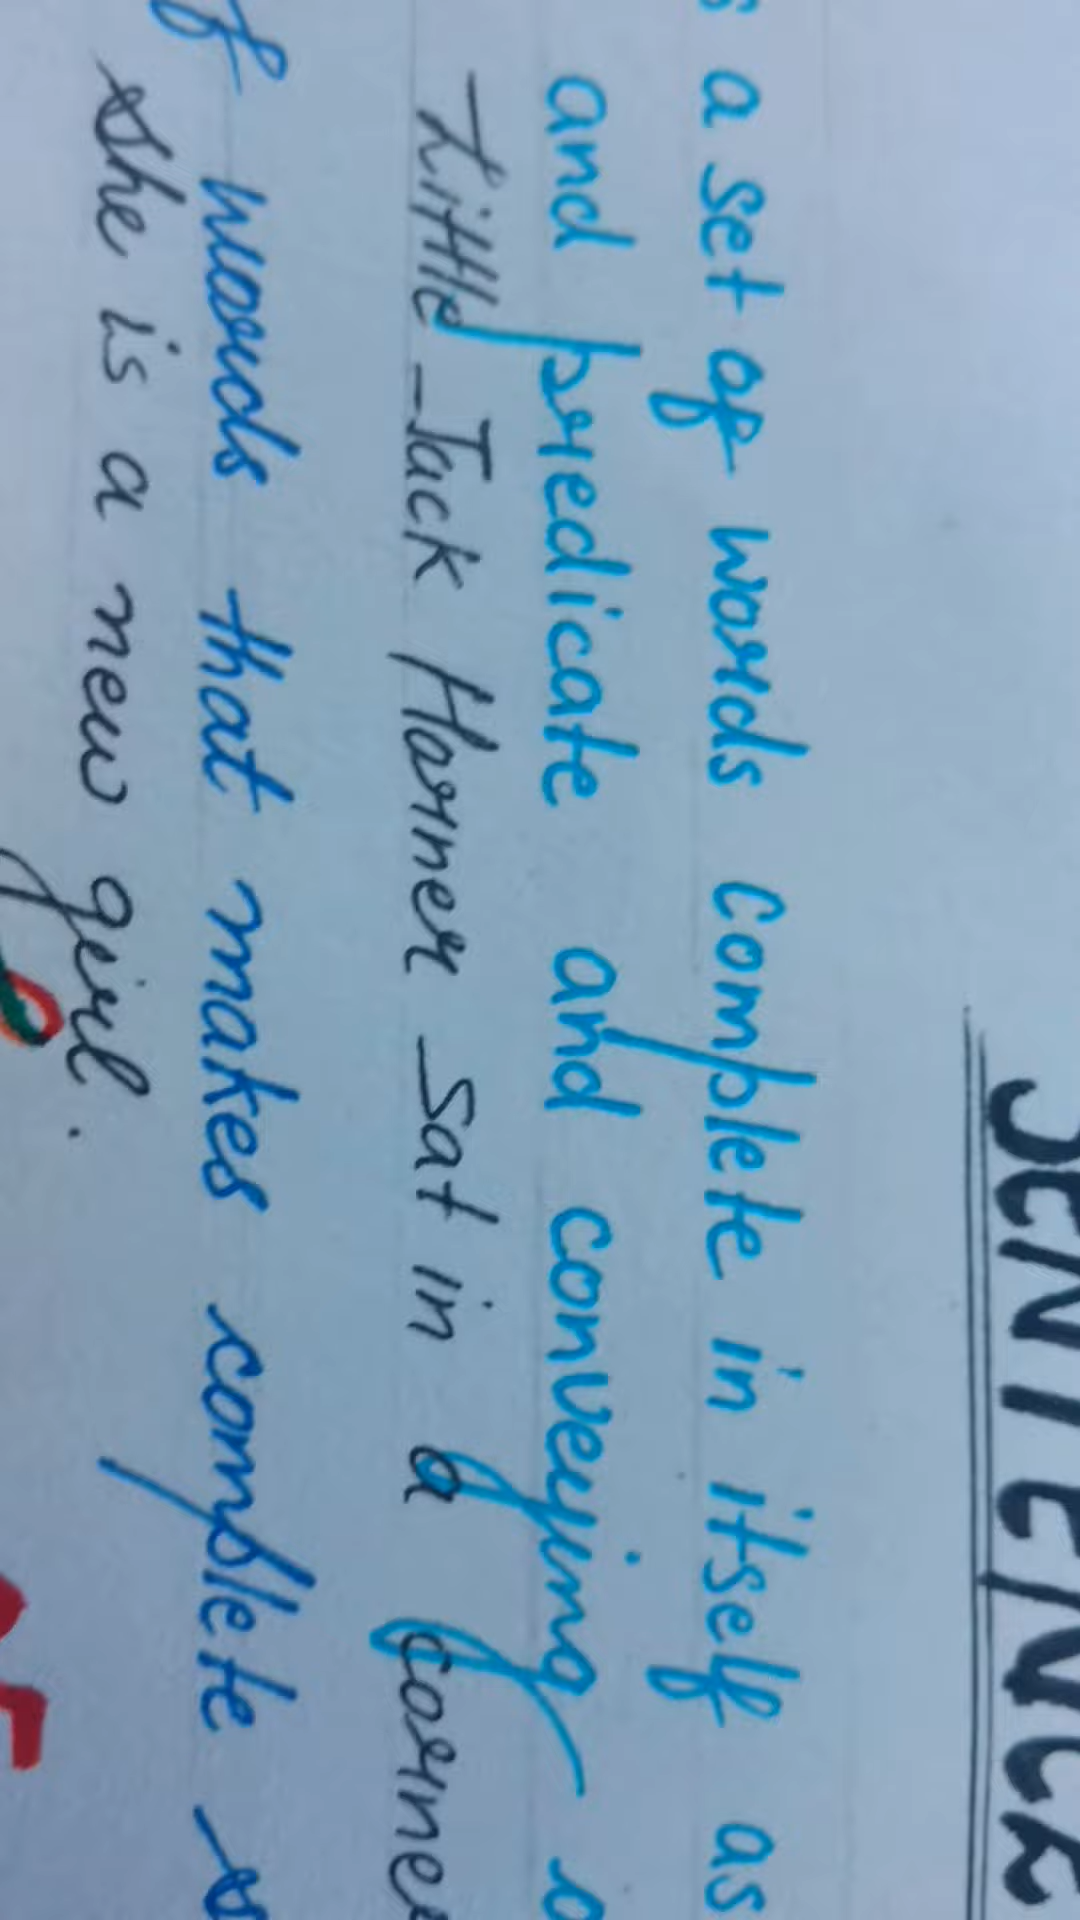 SENTENCE
s a set of words complete in itself as
and predicate and conveying a
Little Jack Horner sat in a corner
of words that makes complete s
she is a new girl.